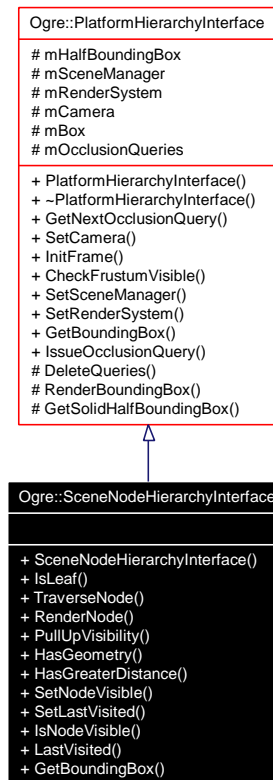 Ogre::PlatformHierarchyInterface
# mHalfBoundingBox
# mSceneManager
# mRenderSystem
# mCamera
# mBox
# mOcclusionQueries
+ PlatformHierarchyInterface()
+ ~PlatformHierarchyInterface()
+ GetNextOcclusionQuery()
+ SetCamera()
+ InitFrame()
+ CheckFrustumVisible()
+ SetSceneManager()
+ SetRenderSystem()
+ GetBoundingBox()
+ IssueOcclusionQuery()
# DeleteQueries()
# RenderBoundingBox()
# GetSolidHalfBoundingBox()
Ogre::SceneNodeHierarchyInterface
+ SceneNodeHierarchyInterface()
+ IsLeaf()
+ TraverseNode()
+ RenderNode()
+ PullUpVisibility()
+ HasGeometry()
+ HasGreaterDistance()
+ SetNodeVisible()
+ SetLastVisited()
+ IsNodeVisible()
+ LastVisited()
+ GetBoundingBox()